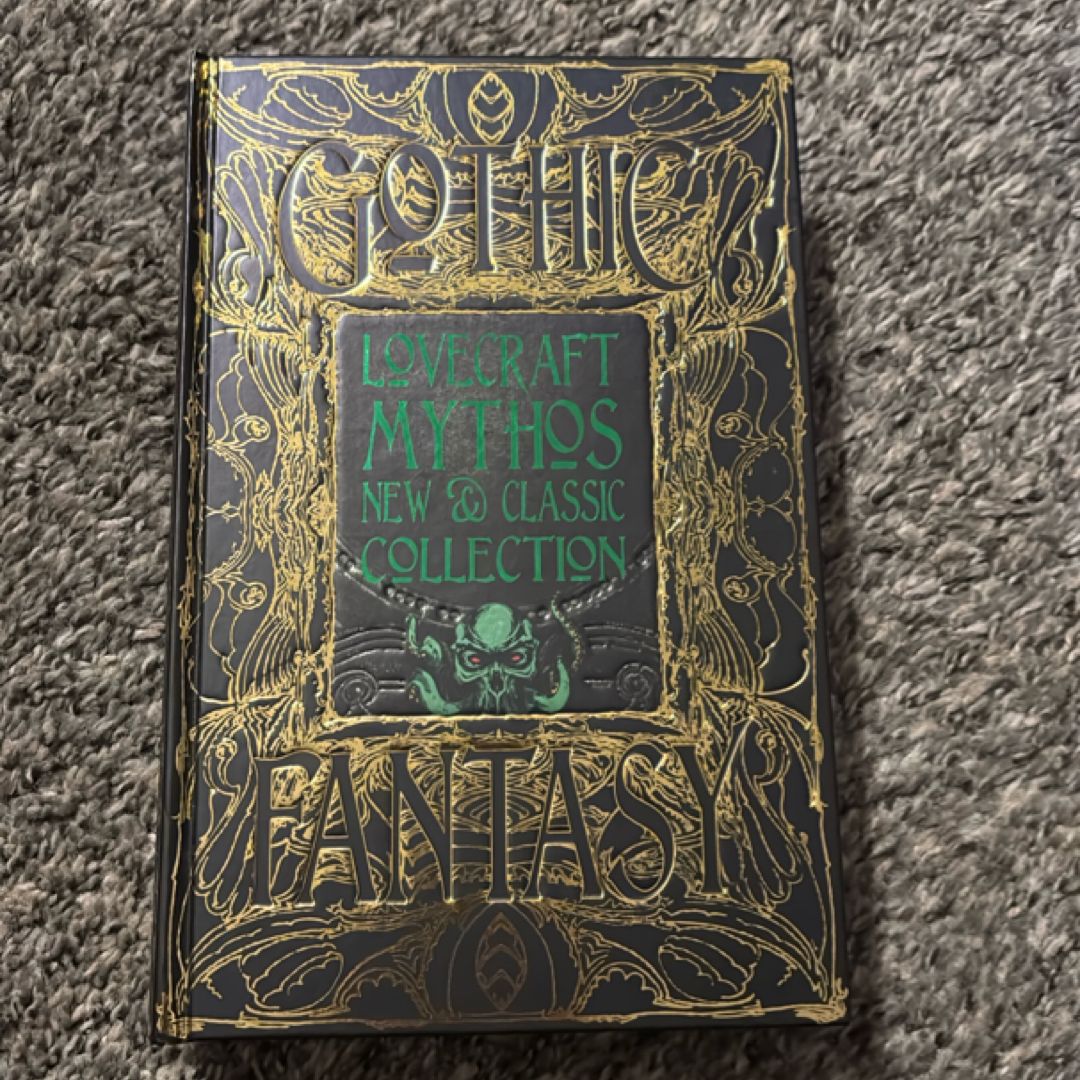 GOTHIC
LOVECRAFT
MYTHOS
NEW & CLASSIC
COLLECTION
FANTASY